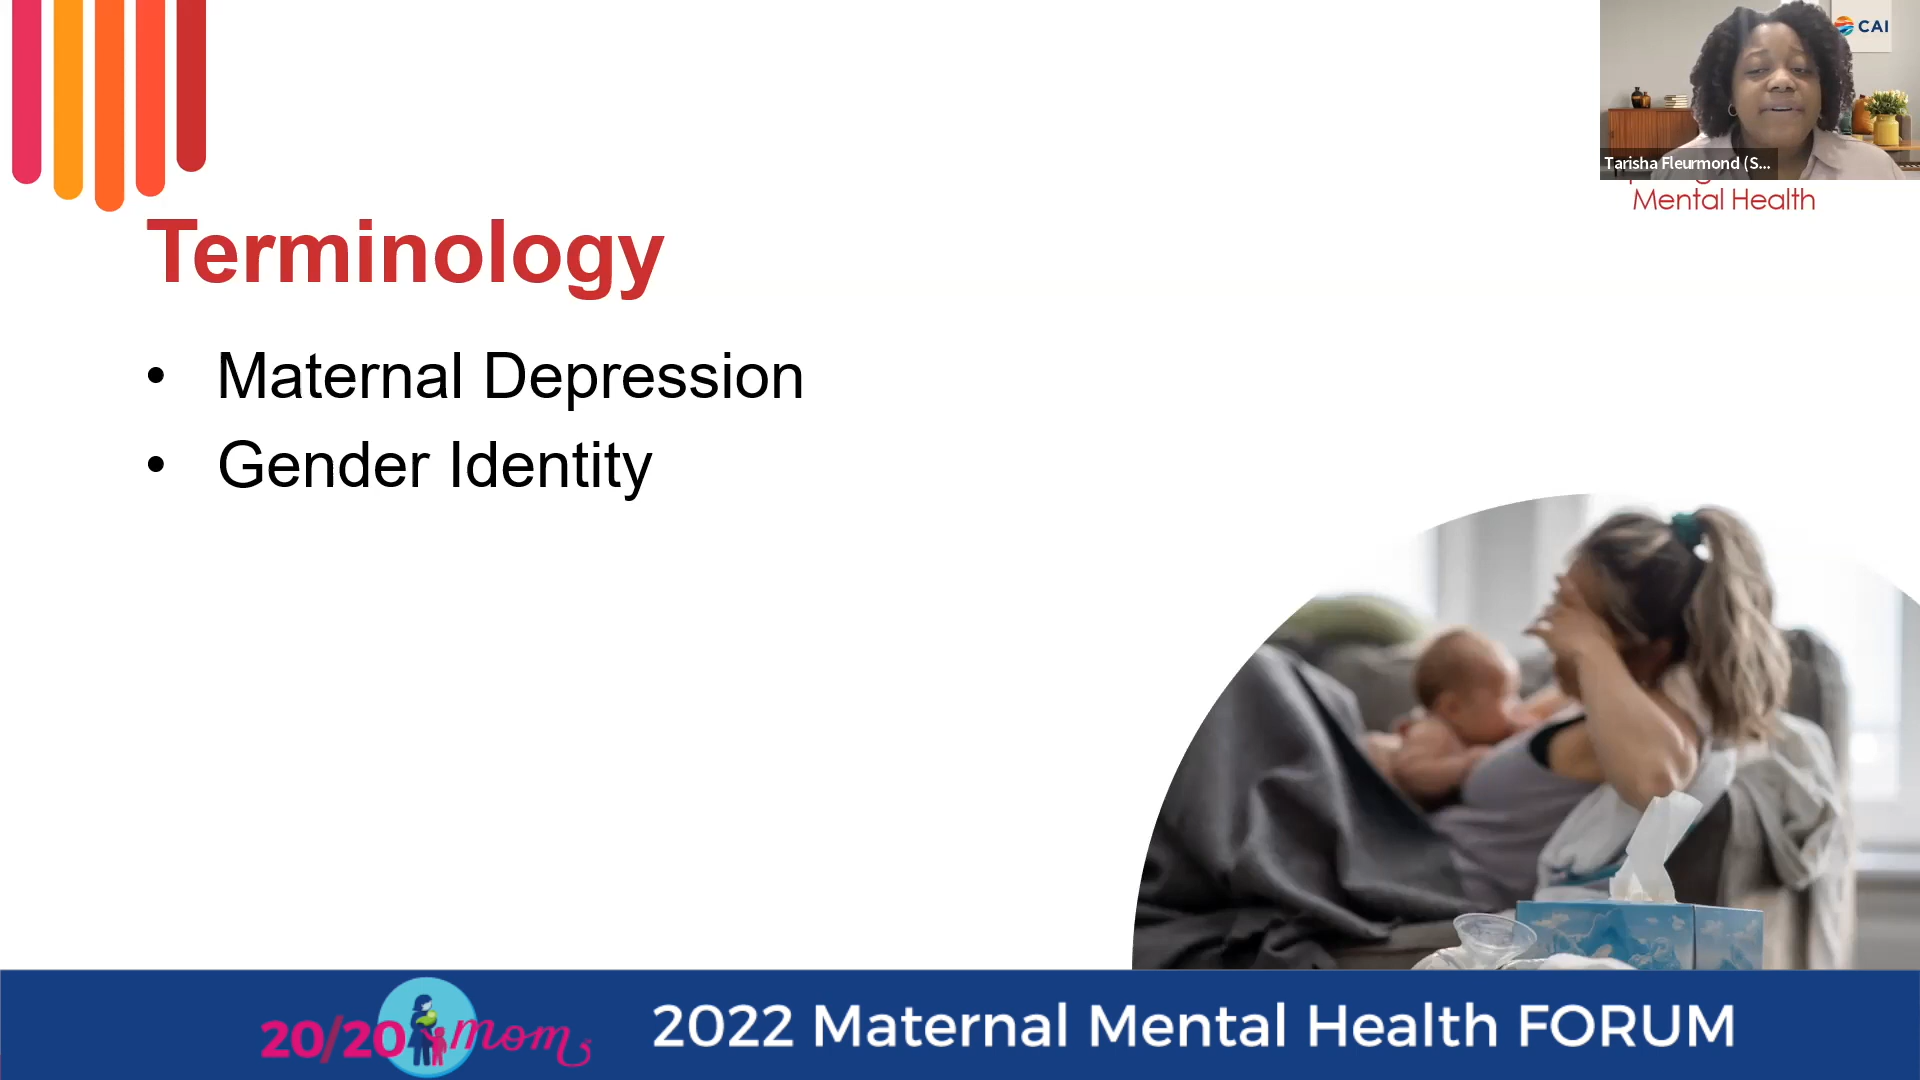 CAI
Tarisha Fleurmond (S...
Mental Health
Terminology
• Maternal Depression
• Gender Identity
20/20 mom
2022 Maternal Mental Health FORUM